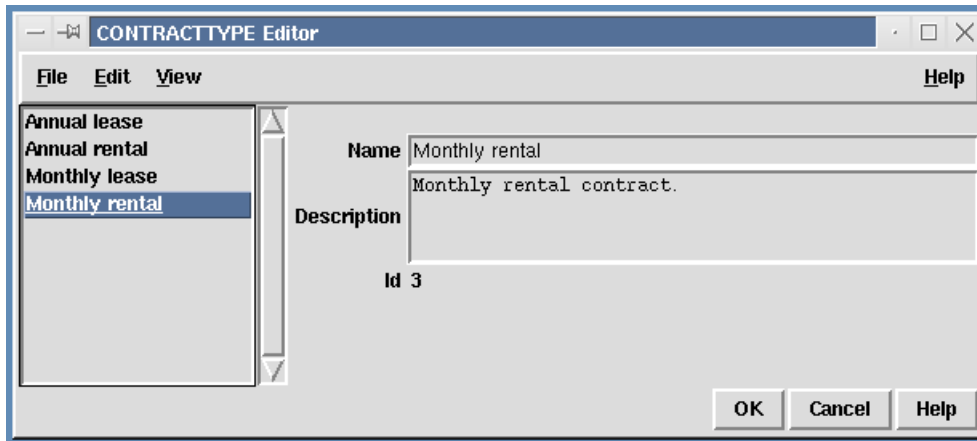 CONTRACTTYPE Editor
File Edit View Help
Annual lease
Annual rental
Monthly lease
Monthly rental
Name Monthly rental
Description Monthly rental contract.
Id 3
OK Cancel Help